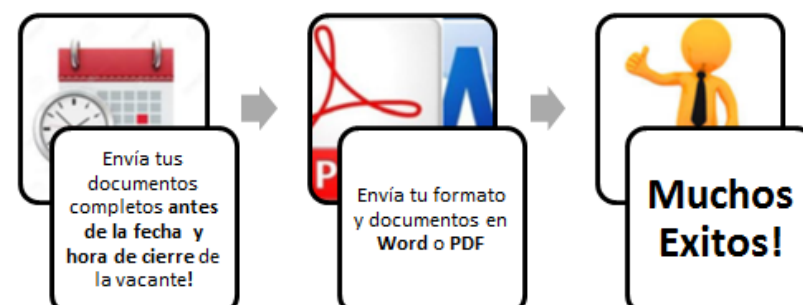 Envía tus
documentos
completos antes
de la fecha y
hora de cierre de
la vacante!
P
Envía tu formato
y documentos en
Word o PDF
Muchos
Exitos!